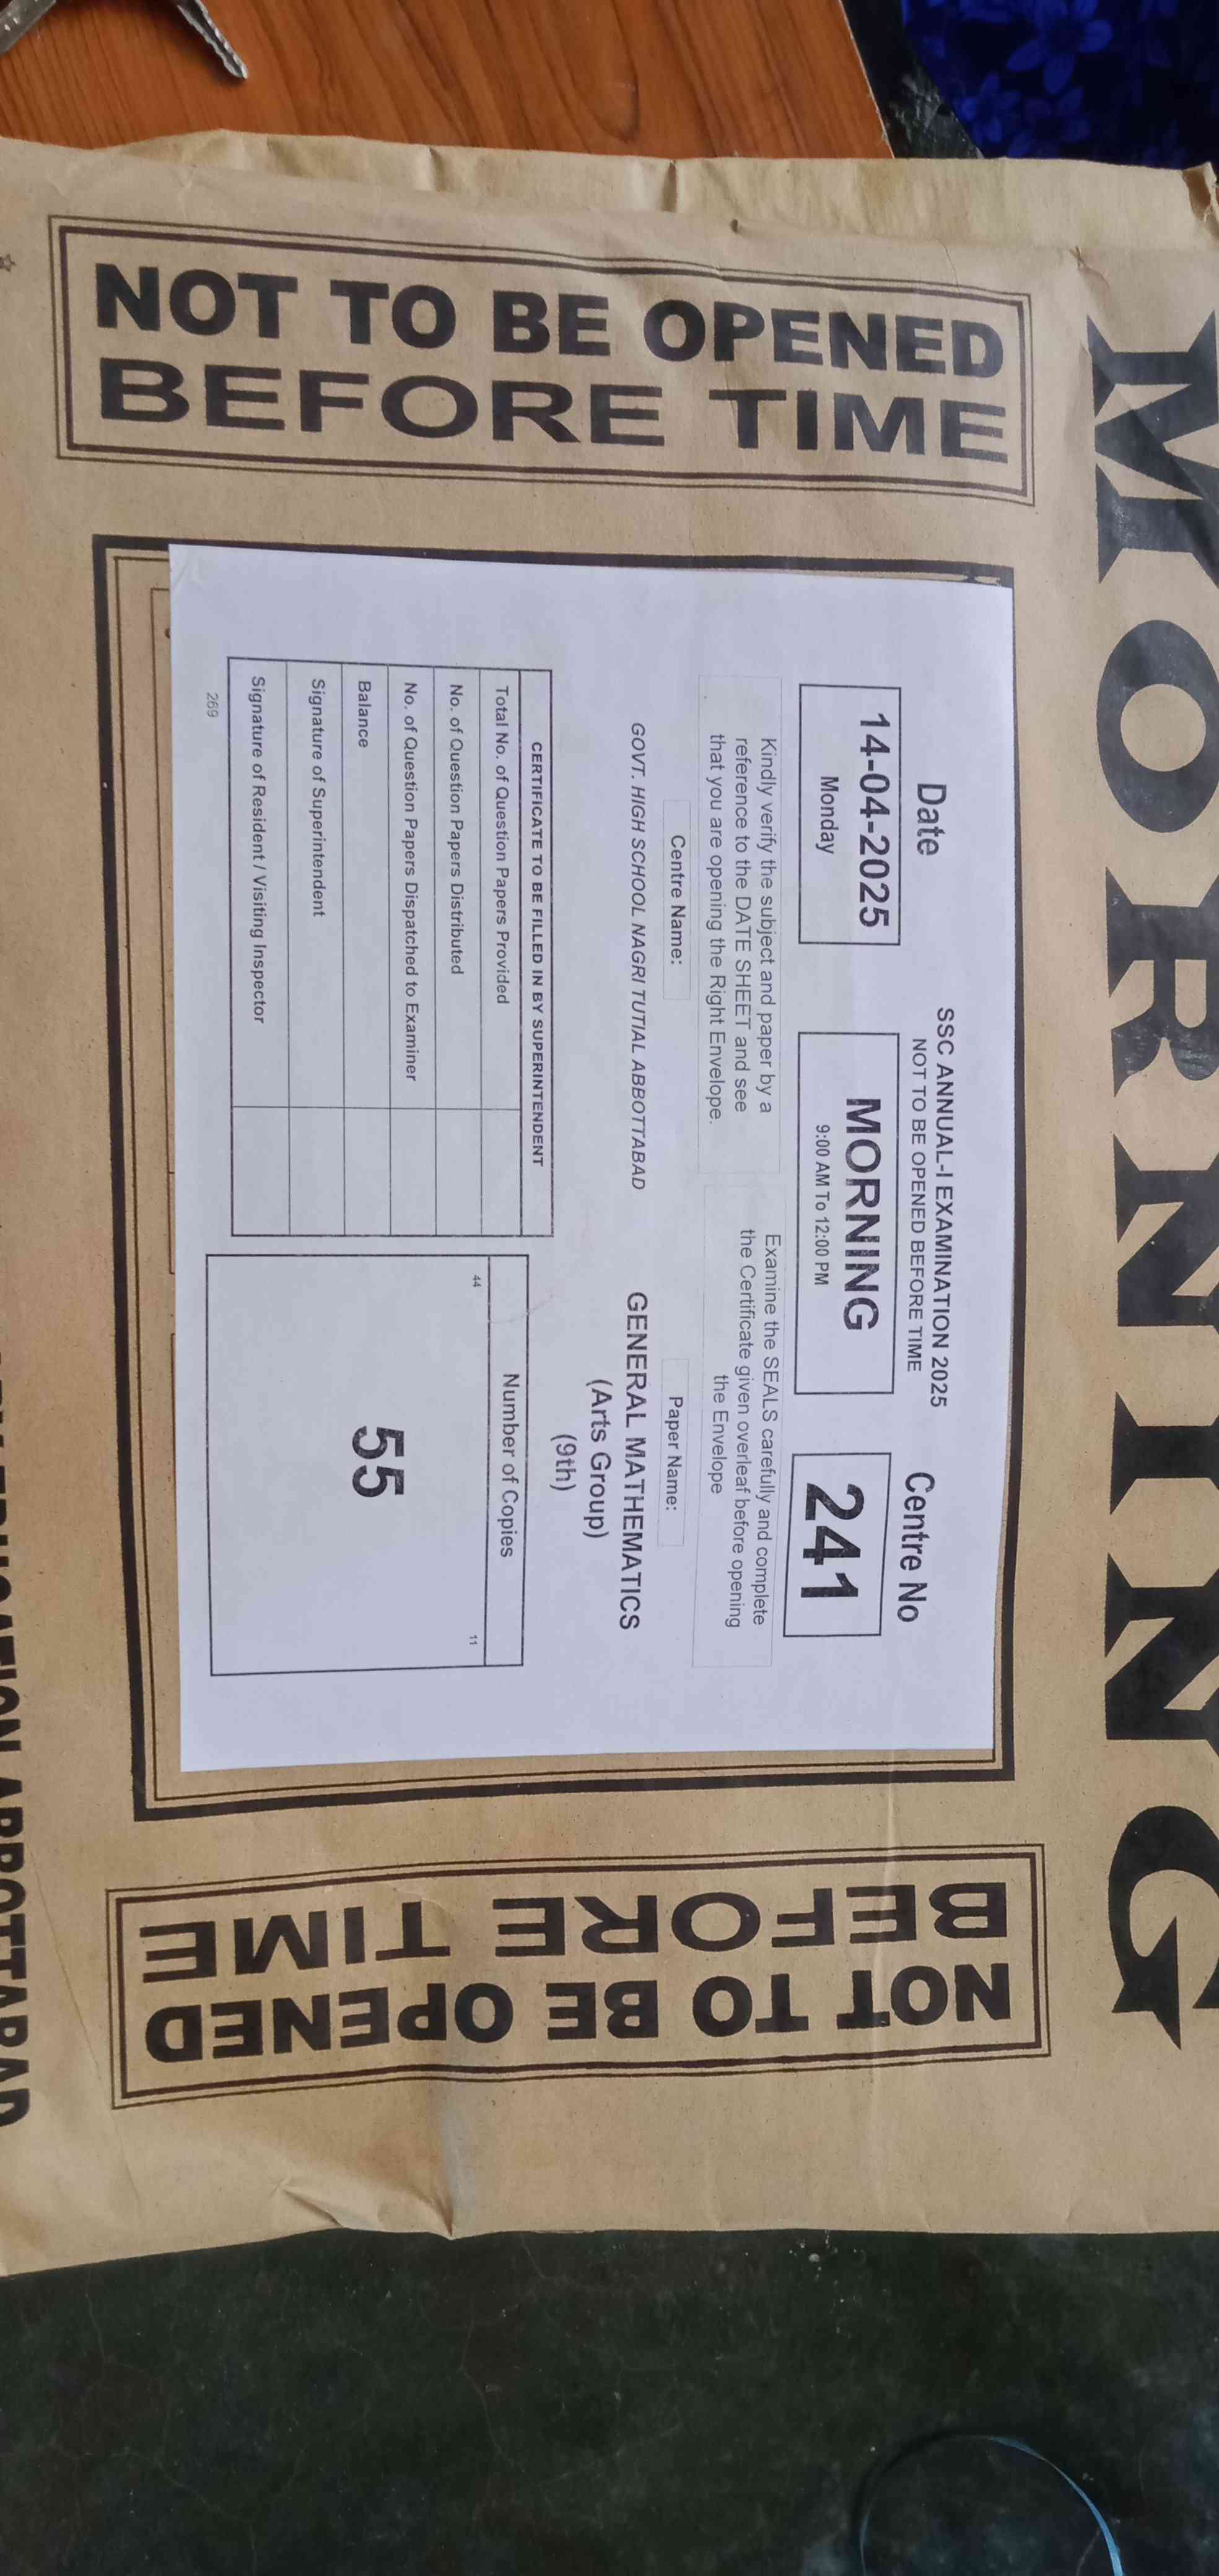 MORNING
NOT TO BE OPENED
BEFORE TIME
SSC ANNUAL-I EXAMINATION 2025
NOT TO BE OPENED BEFORE TIME
Date
14-04-2025
Monday
MORNING
9:00 AM To 12:00 PM
Centre No
241
Kindly verify the subject and paper by a
reference to the DATE SHEET and see
that you are opening the Right Envelope.
Examine the SEALS carefully and complete
the Certificate given overleaf before opening
the Envelope
Centre Name:
GOVT. HIGH SCHOOL NAGRI TUTIAL ABBOTTABAD
Paper Name:
GENERAL MATHEMATICS
(Arts Group)
(9th)
CERTIFICATE TO BE FILLED IN BY SUPERINTENDENT
Total No. of Question Papers Provided
No. of Question Papers Distributed
No. of Question Papers Dispatched to Examiner
Balance
Signature of Superintendent
Signature of Resident / Visiting Inspector
269
Number of Copies
44
11
55
NOT TO BE OPENED
BEFORE TIME
ABBOTTABAD